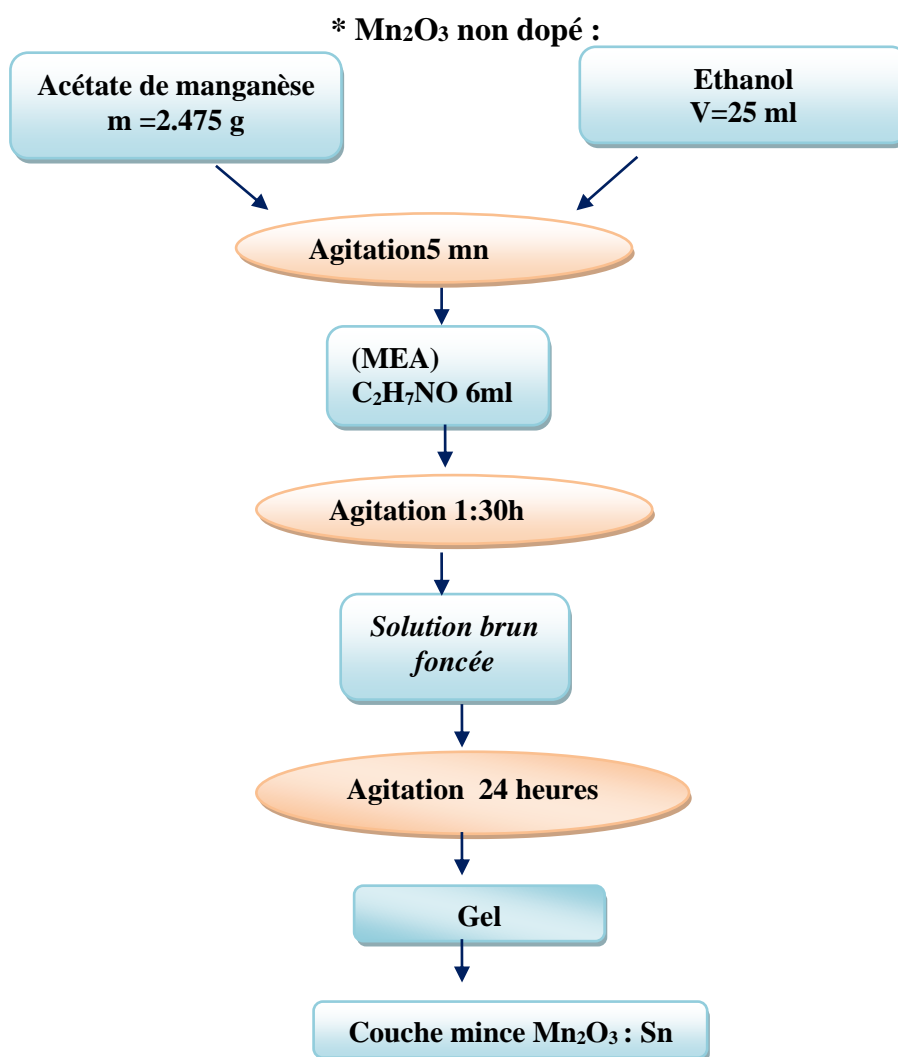 * Mn₂O₃ non dopé :
Acétate de manganèse
m =2.475 g
Ethanol
V=25 ml
Agitation5 mn
(MEA)
C₂H₇NO 6ml
Agitation 1:30h
Solution brun
foncée
Agitation 24 heures
Gel
Couche mince Mn₂O₃ : Sn